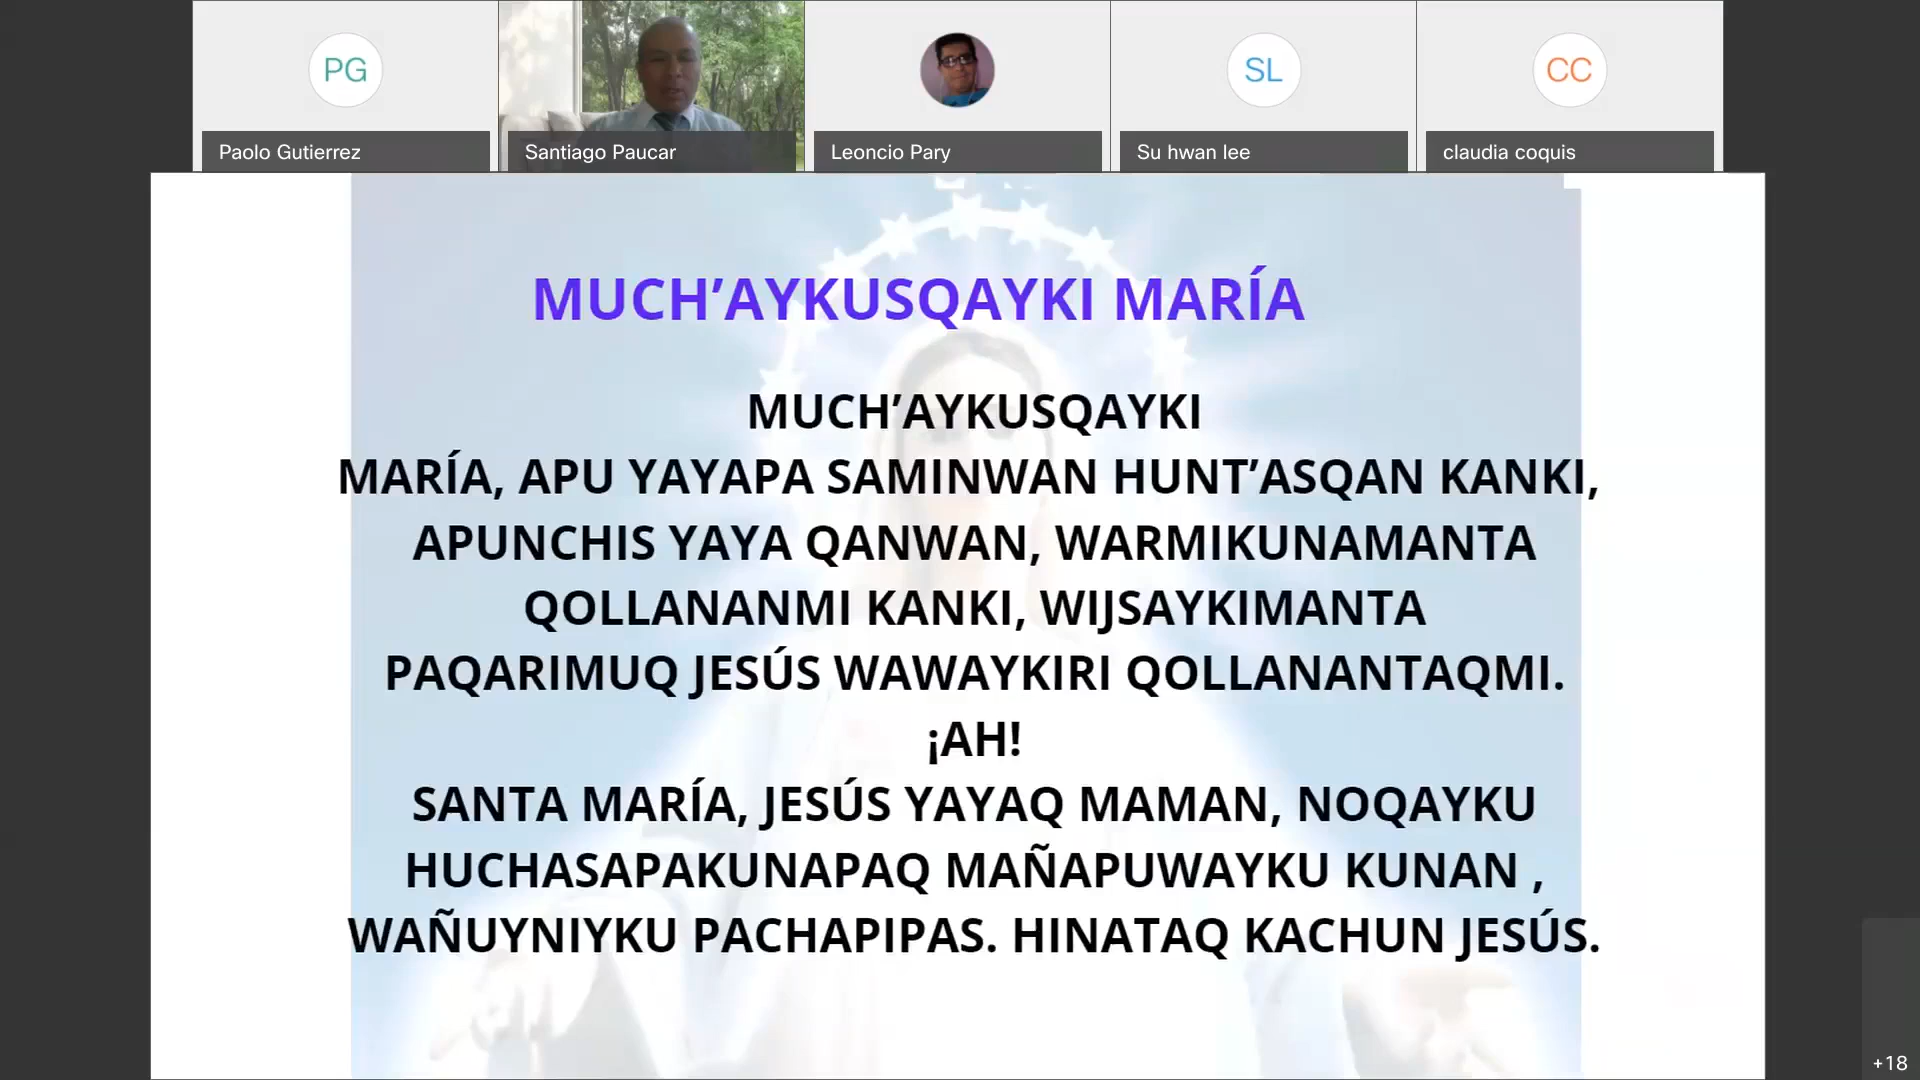 PG
SL
CC
Paolo Gutierrez
Santiago Paucar
Leoncio Pary
Su hwan lee
claudia coquis
MUCH’AYKUSQAYKI MARÍA
MUCH’AYKUSQAYKI
MARÍA, APU YAYAPA SAMINWAN HUNT’ASQAN KANKI,
APUNCHIS YAYA QANWAN, WARMIKUNAMANTA
QOLLANANMI KANKI, WIJSAYKIMANTA
PAQARIMUQ JESÚS WAWAYKIRI QOLLANANTAQMI.
¡AH!
SANTA MARÍA, JESÚS YAYAQ MAMAN, NOQAYKU
HUCHASAPAKUNAPAQ MAÑAPUWAYKU KUNAN ,
WAÑUYNIYKU PACHAPIPAS. HINATAQ KACHUN JESÚS.
+18